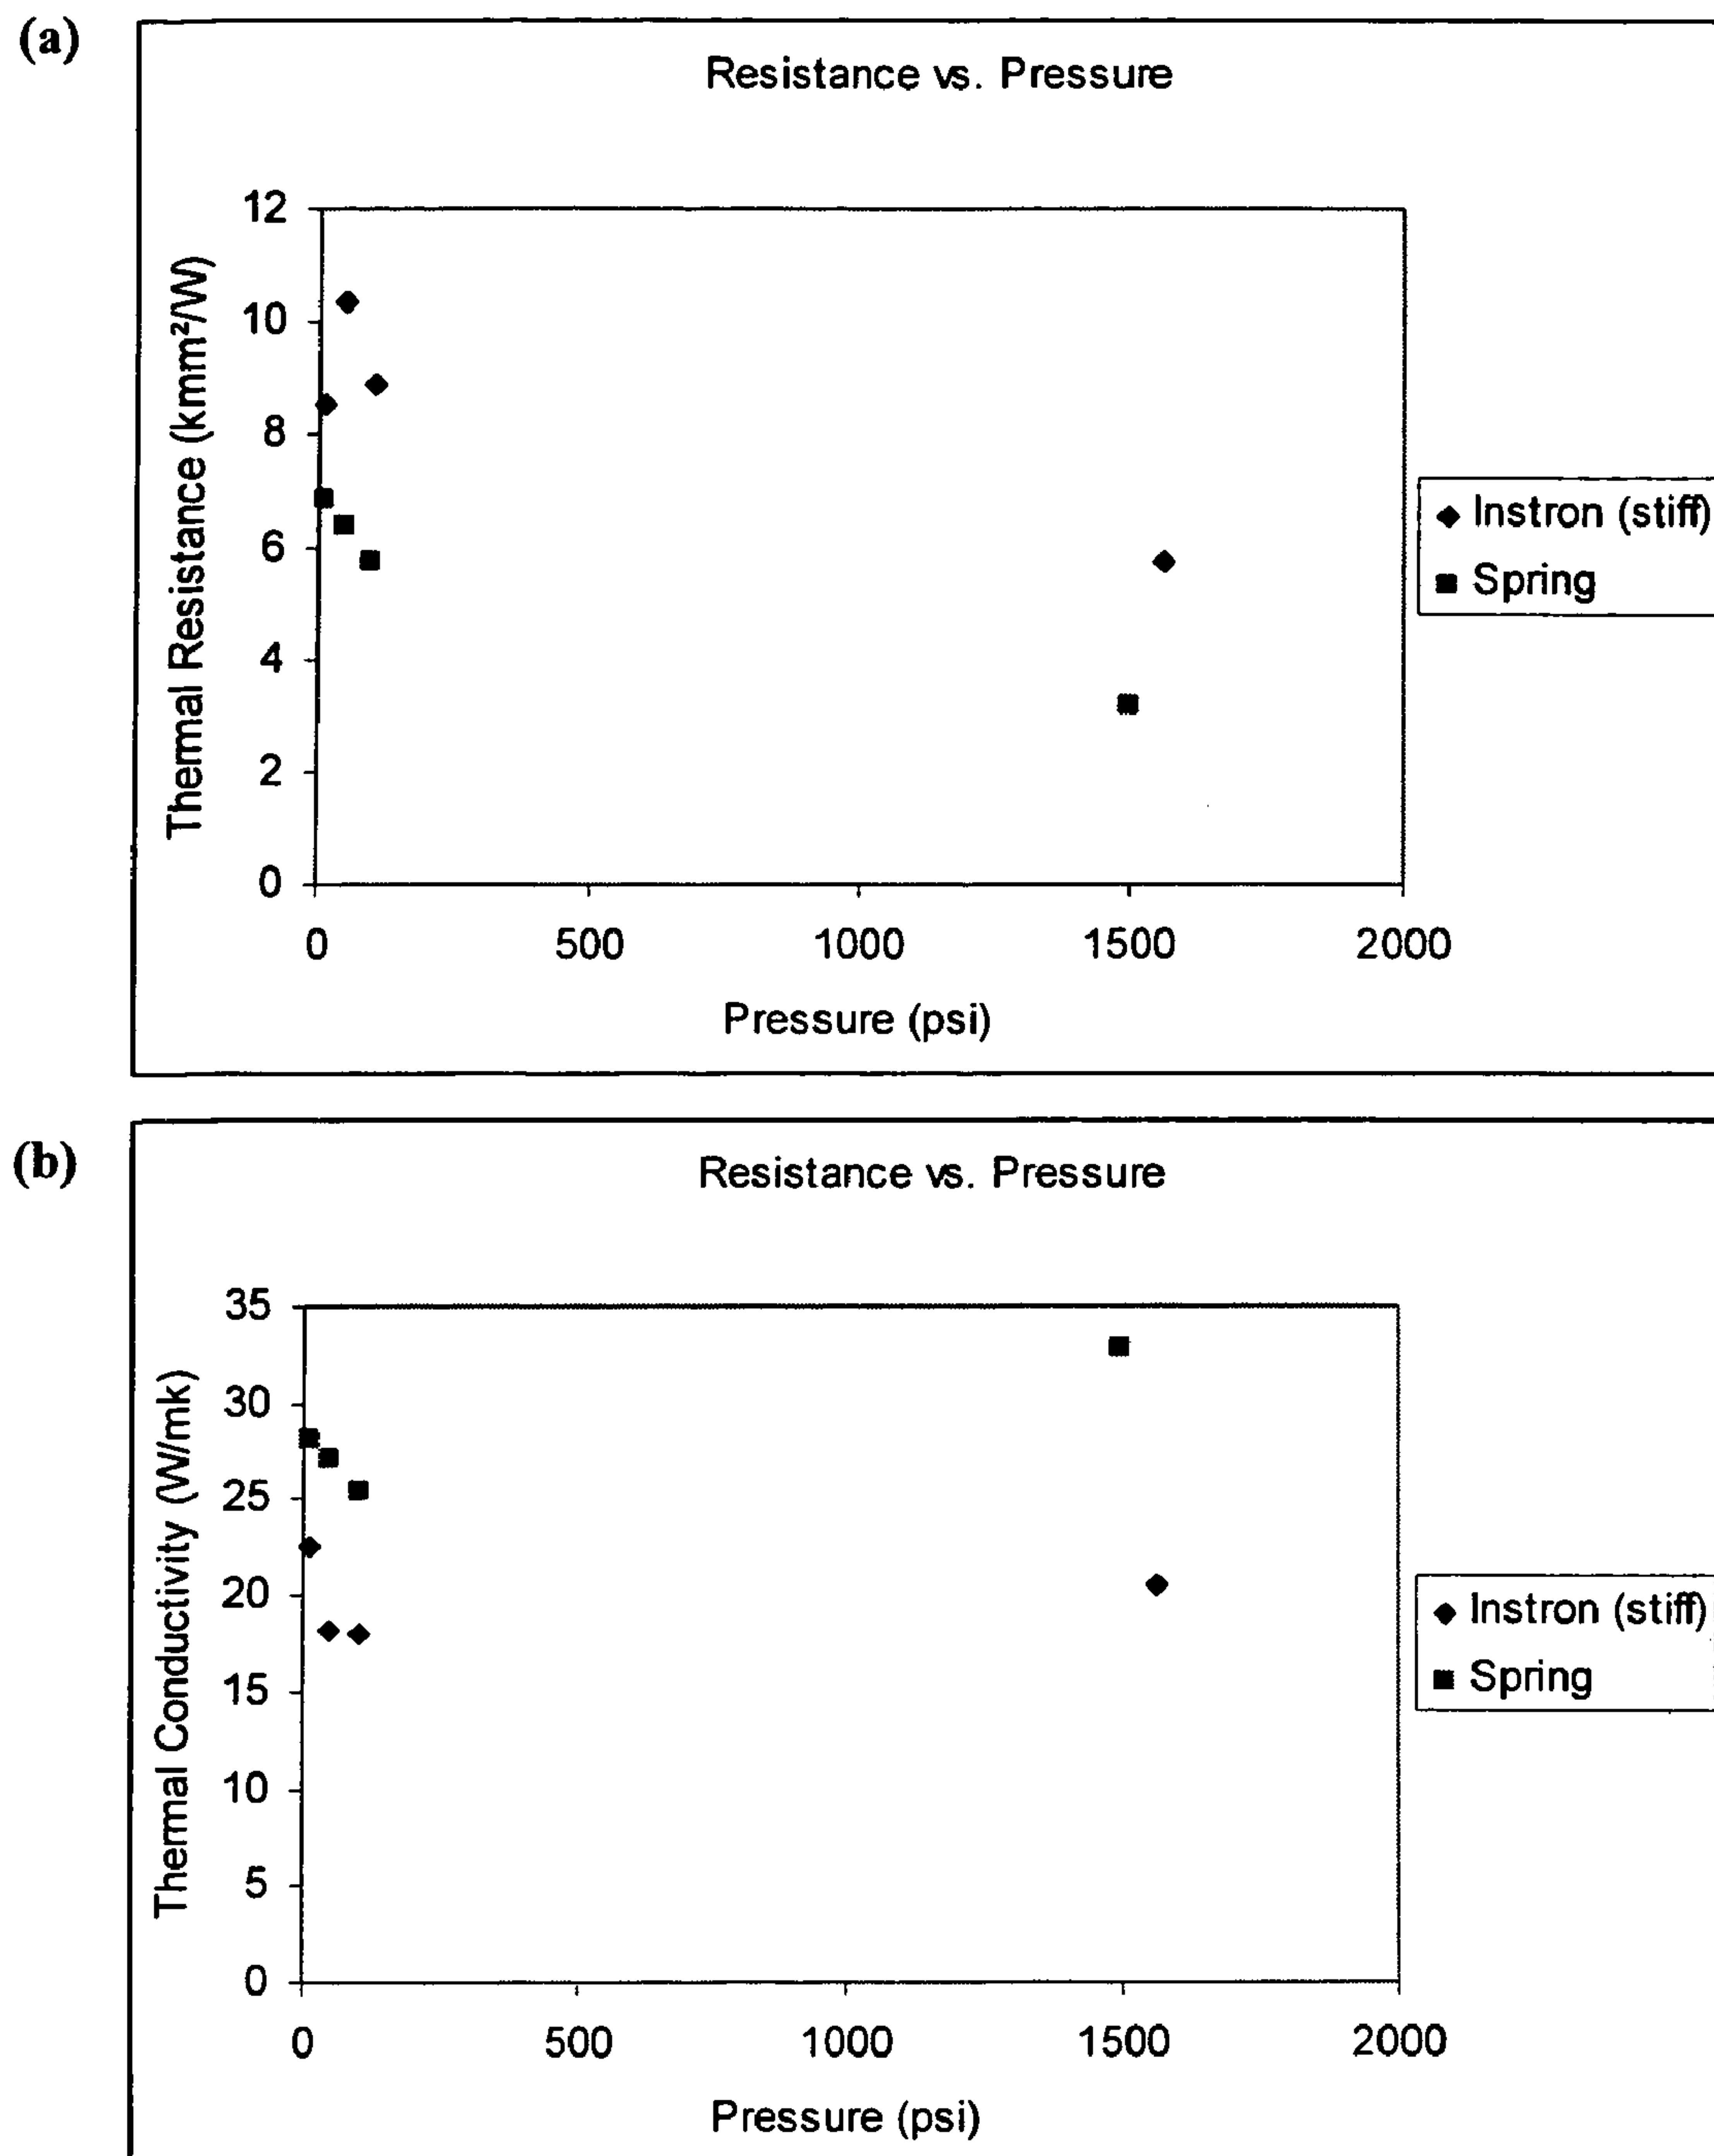 (a)
Resistance vs. Pressure
12
10
8
6
4
2
0
Thermal Resistance (kmm²/W)
0 500 1000 1500 2000
Pressure (psi)
Instron (stiff)
Spring
(b)
Resistance vs. Pressure
35
30
25
20
15
10
5
0
Thermal Conductivity (W/mk)
0 500 1000 1500 2000
Pressure (psi)
Instron (stiff)
Spring